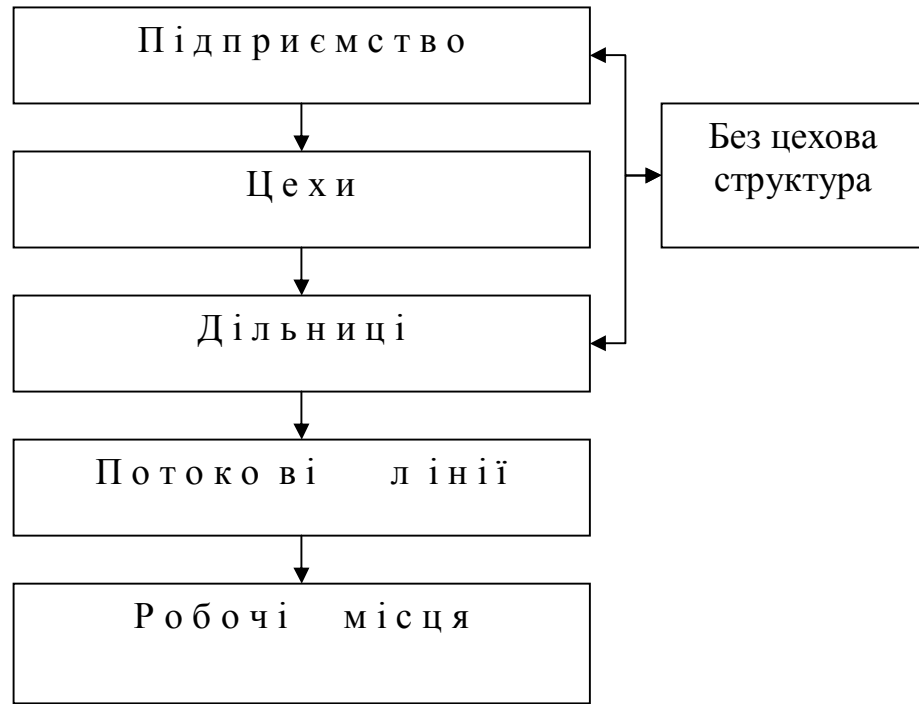 Підприємство
Без цехова
структура
Цехи
Дільниці
Потокові лінії
Робочі місця